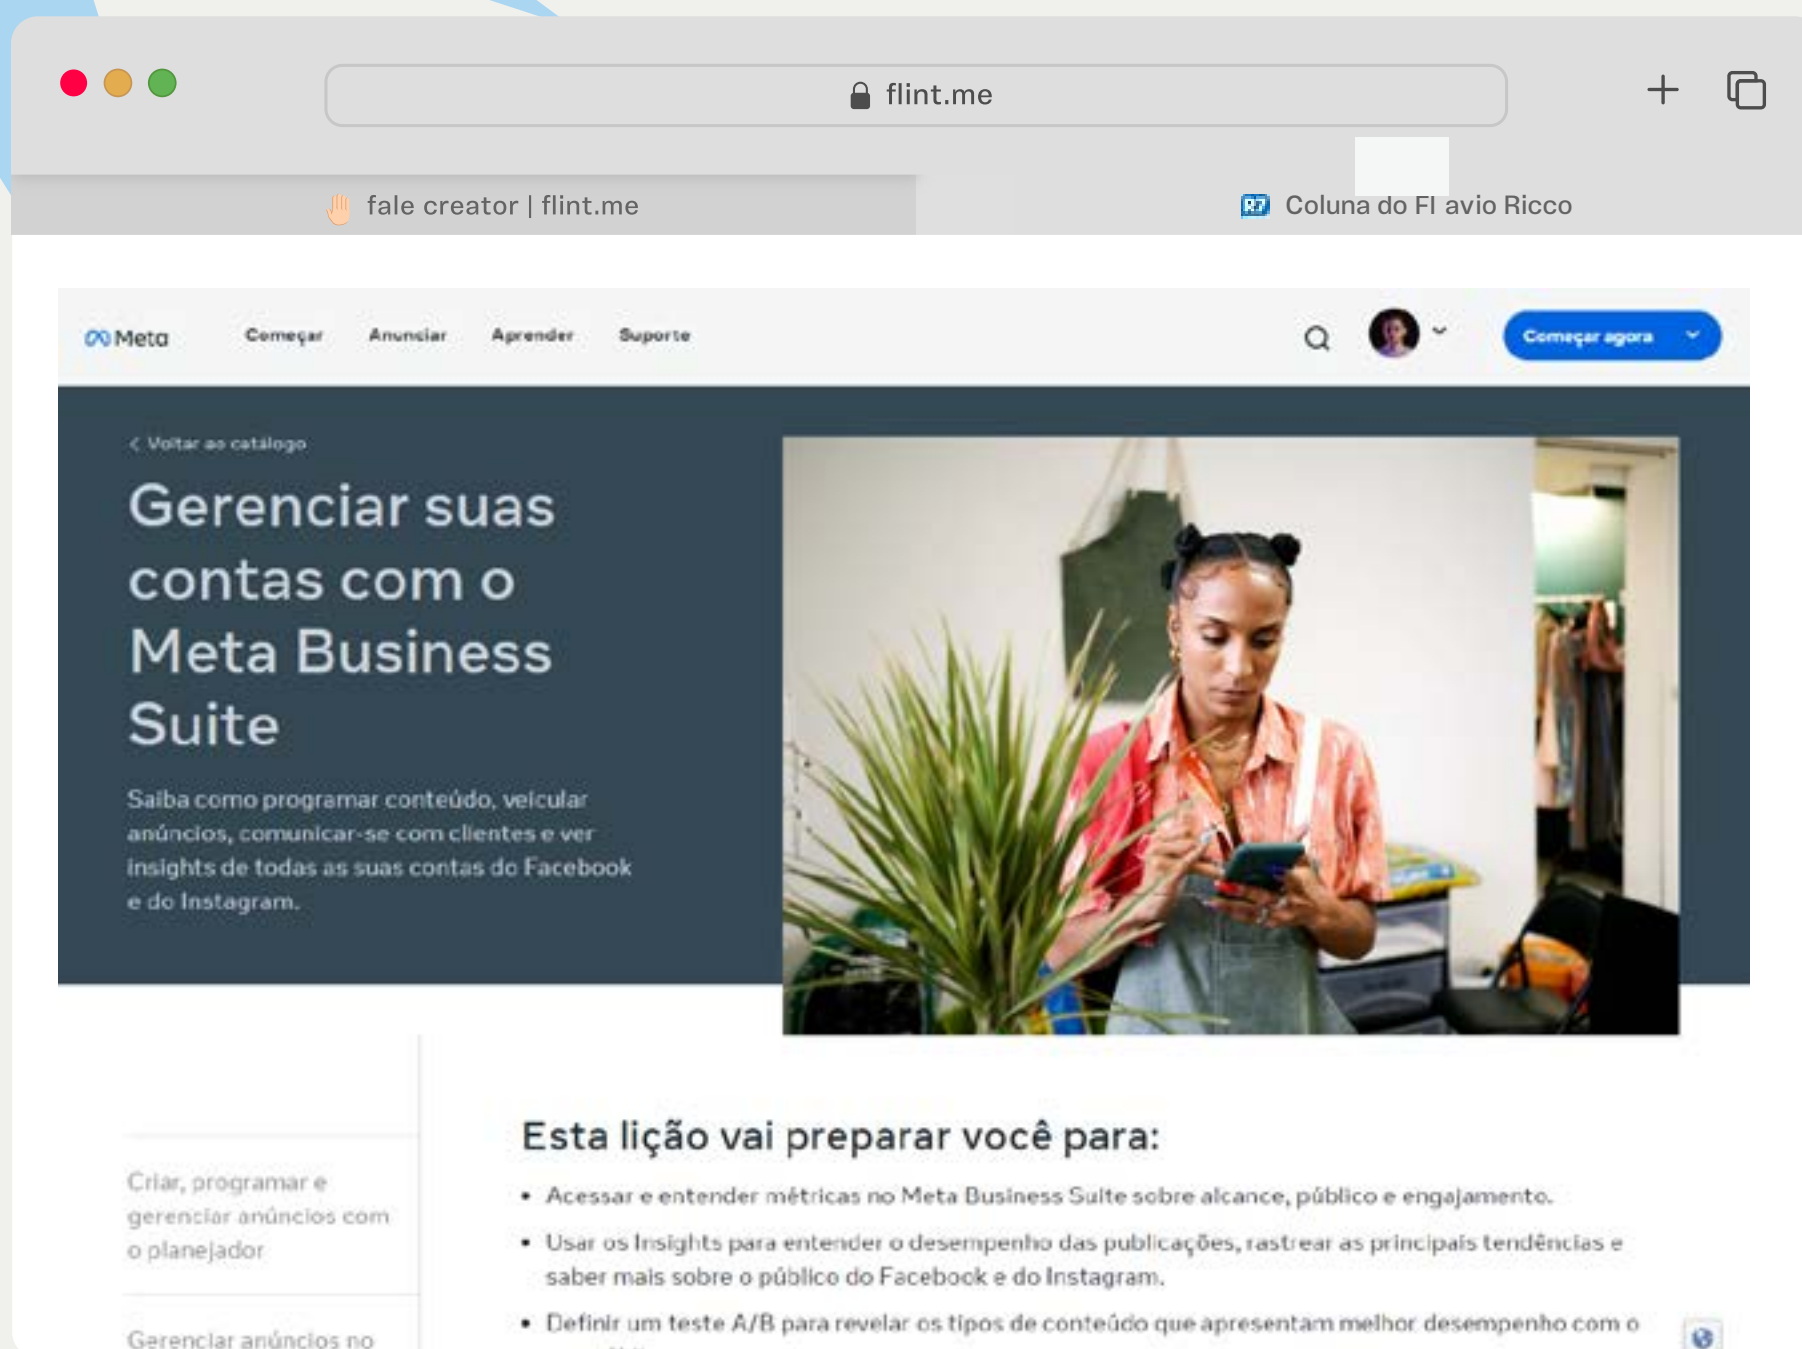 flint.me
fale creator | flint.me
Coluna do Fl avio Ricco
Meta
Começar
Anunciar
Aprender
Suporte
Começar agora
Voltar ao catálogo
Gerenciar suas
contas com o
Meta Business
Suite
Saiba como programar conteúdo, veicular
anúncios, comunicar-se com clientes e ver
insights de todas as suas contas do Facebook
e do Instagram.
Criar, programar e
gerenciar anúncios com
o planejador
Gerenciar anúncios no
Esta lição vai preparar você para:
• Acessar e entender métricas no Meta Business Suite sobre alcance, público e engajamento.
• Usar os Insights para entender o desempenho das publicações, rastrear as principais tendências e
saber mais sobre o público do Facebook e do Instagram.
• Definir um teste A/B para revelar os tipos de conteúdo que apresentam melhor desempenho com o